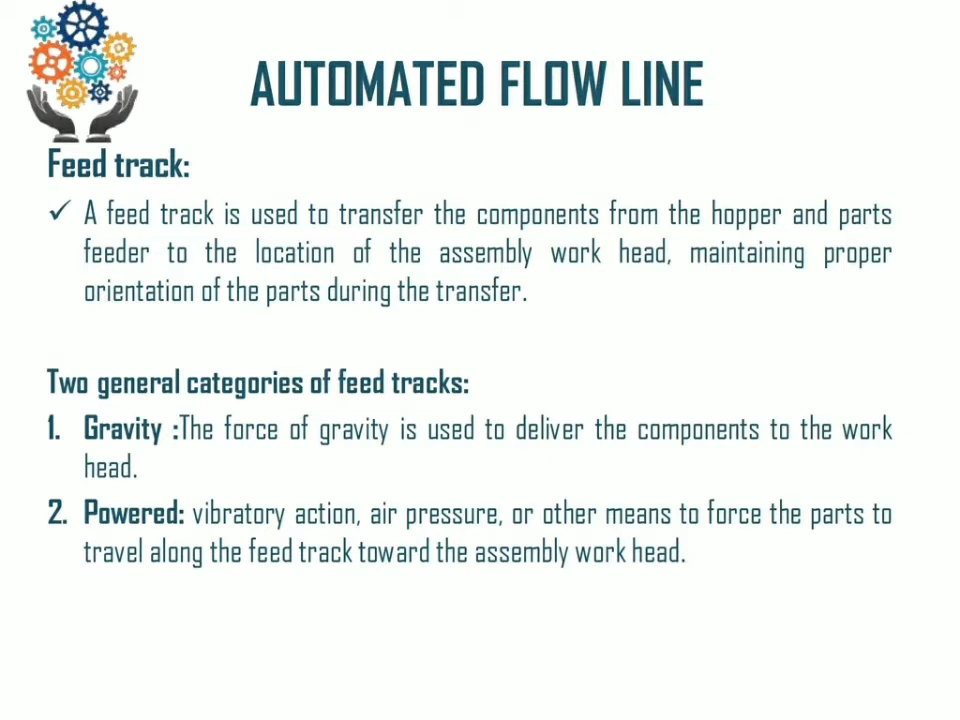 AUTOMATED FLOW LINE
Feed track:
✓ A feed track is used to transfer the components from the hopper and parts
feeder to the location of the assembly work head, maintaining proper
orientation of the parts during the transfer.
Two general categories of feed tracks:
1. Gravity :The force of gravity is used to deliver the components to the work
head.
2. Powered: vibratory action, air pressure, or other means to force the parts to
travel along the feed track toward the assembly work head.